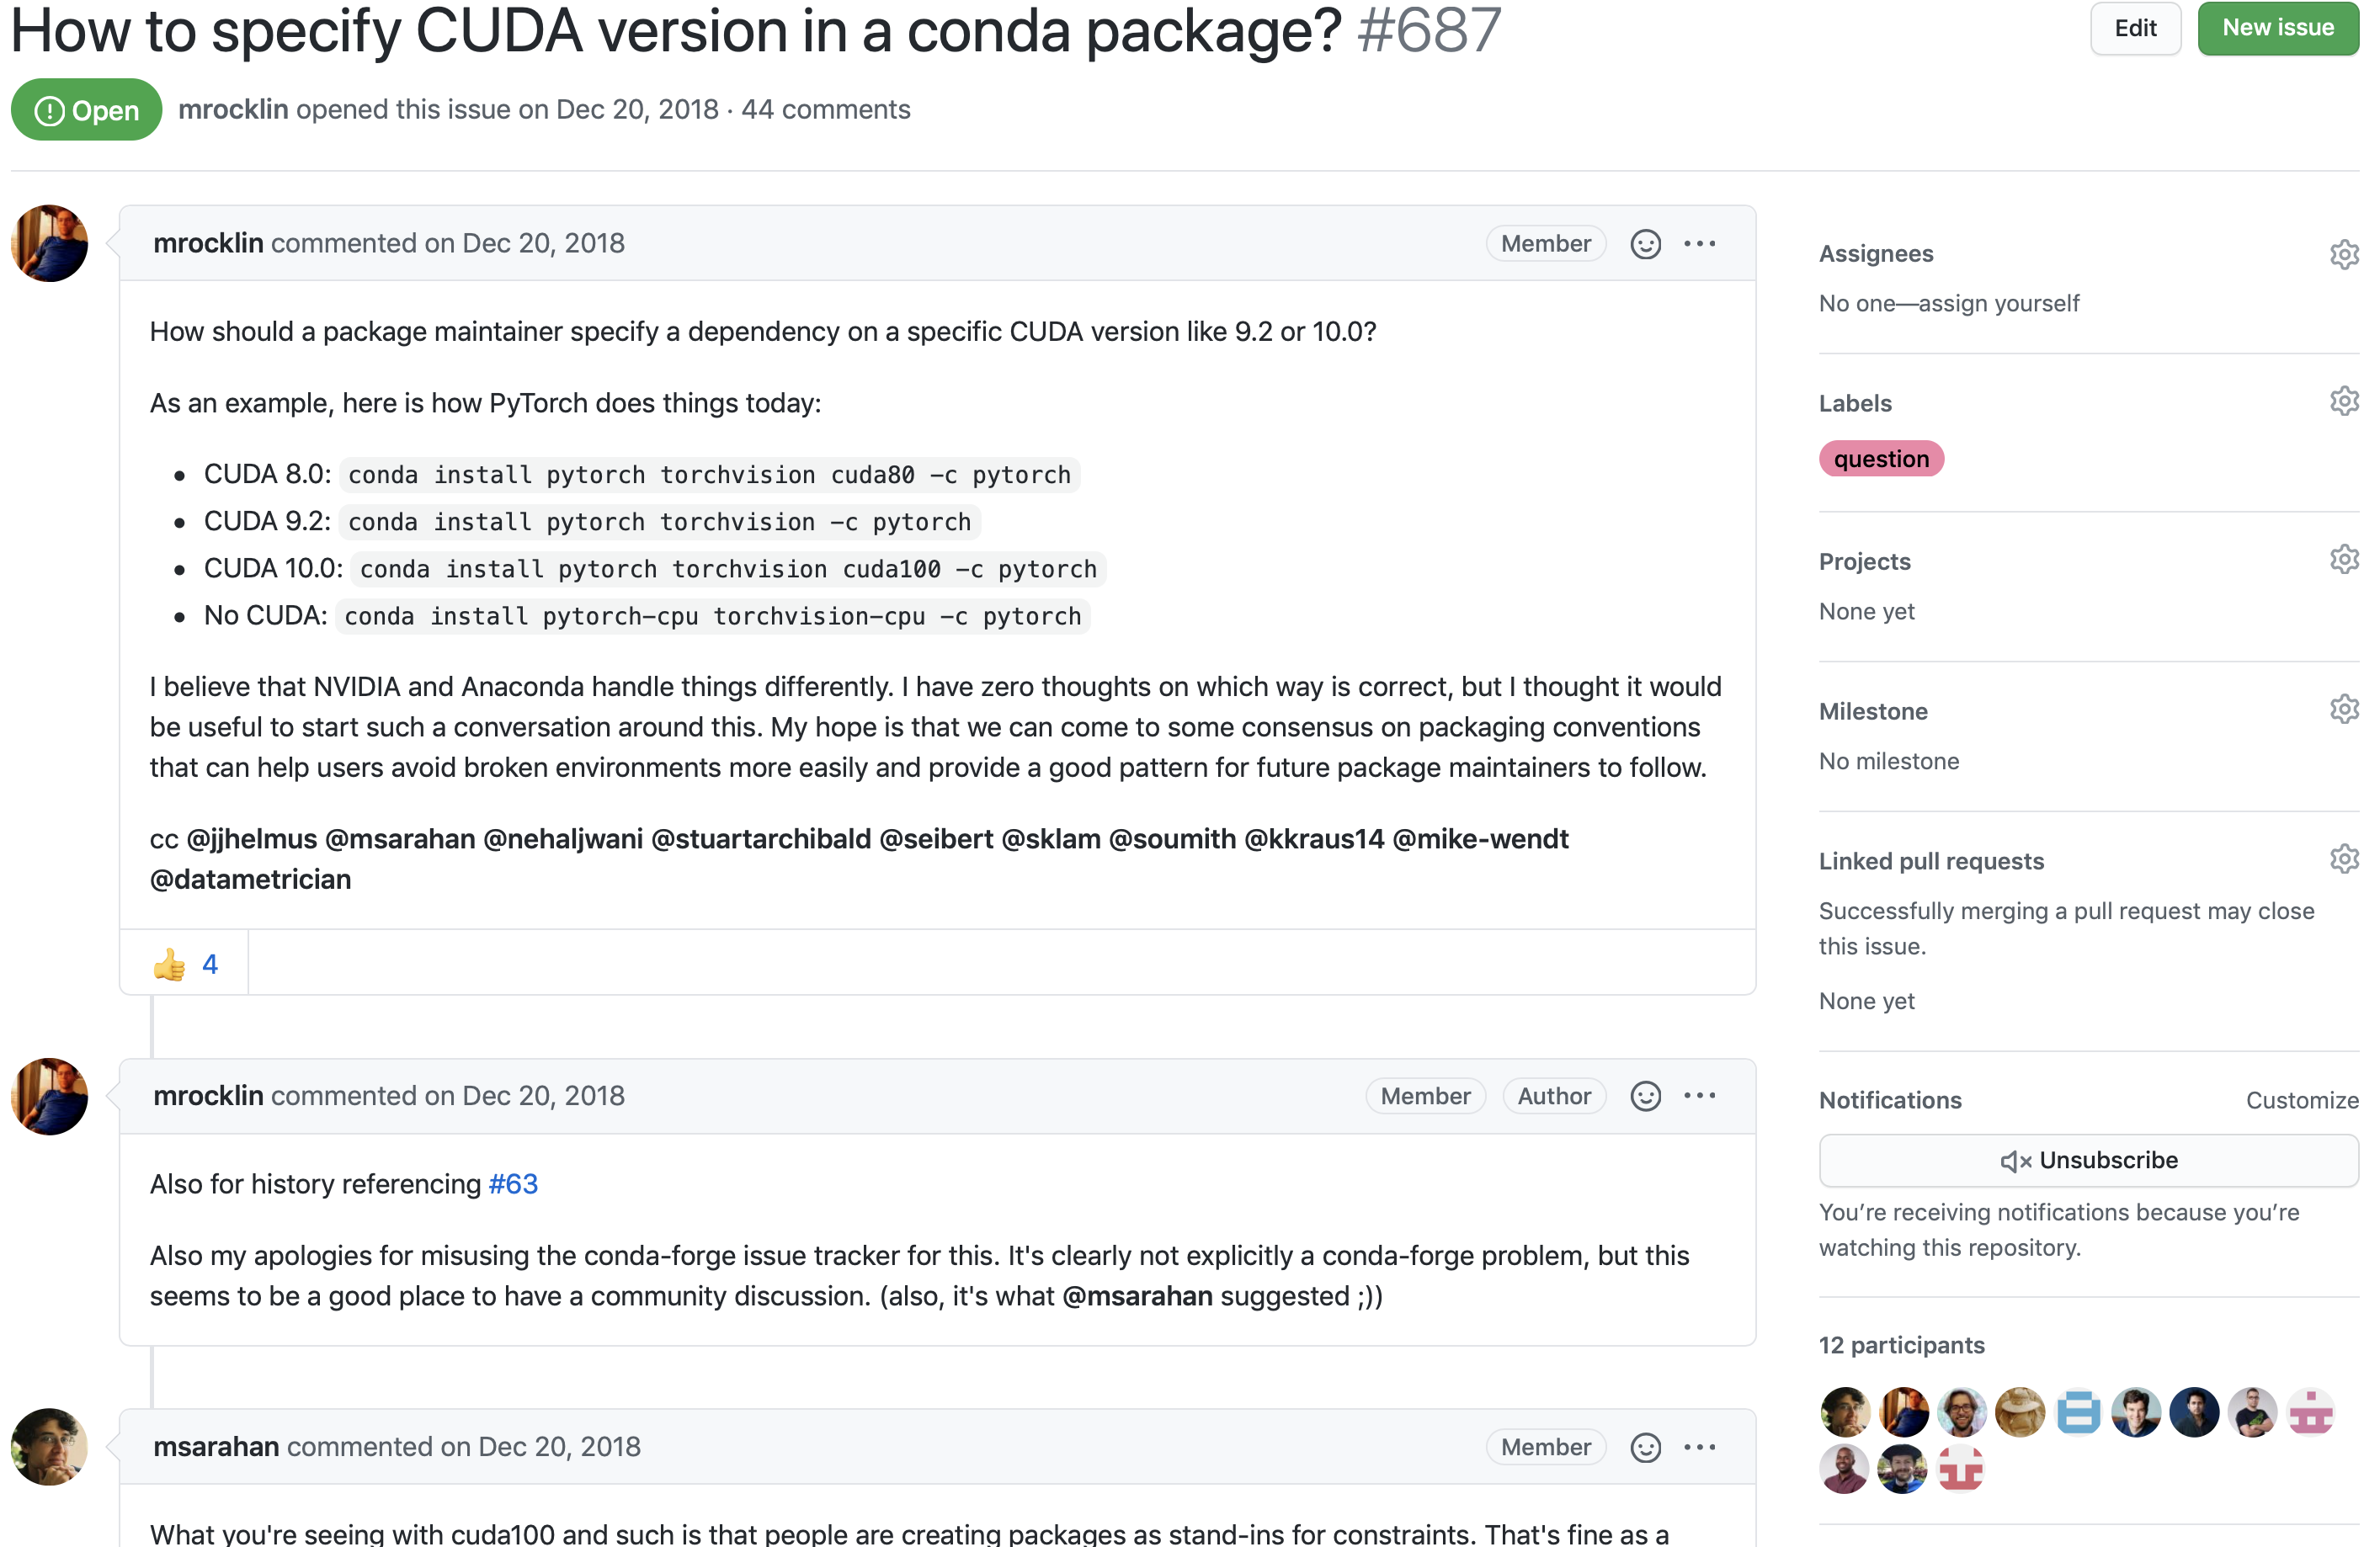 How to specify CUDA version in a conda package? #687
Edit
New issue
Open
mrocklin opened this issue on Dec 20, 2018 · 44 comments
mrocklin commented on Dec 20, 2018
Member
How should a package maintainer specify a dependency on a specific CUDA version like 9.2 or 10.0?
As an example, here is how PyTorch does things today:
• CUDA 8.0: conda install pytorch torchvision cuda80 -c pytorch
• CUDA 9.2: conda install pytorch torchvision -c pytorch
• CUDA 10.0: conda install pytorch torchvision cuda100 -c pytorch
• No CUDA: conda install pytorch-cpu torchvision-cpu -c pytorch
I believe that NVIDIA and Anaconda handle things differently. I have zero thoughts on which way is correct, but I thought it would
be useful to start such a conversation around this. My hope is that we can come to some consensus on packaging conventions
that can help users avoid broken environments more easily and provide a good pattern for future package maintainers to follow.
cc @jjhelmus @msarahan @nehaljwani @stuartarchibald @seibert @sklam @soumith @kkraus14 @mike-wendt
@datametrician
👍 4
mrocklin commented on Dec 20, 2018
Member
Author
Also for history referencing #63
Also my apologies for misusing the conda-forge issue tracker for this. It's clearly not explicitly a conda-forge problem, but this
seems to be a good place to have a community discussion. (also, it's what @msarahan suggested ;))
msarahan commented on Dec 20, 2018
Member
What you're seeing with cuda100 and such is that people are creating packages as stand-ins for constraints. That's fine as a
Assignees
No one—assign yourself
Labels
question
Projects
None yet
Milestone
No milestone
Linked pull requests
Successfully merging a pull request may close
this issue.
None yet
Notifications
Customize
Unsubscribe
You’re receiving notifications because you’re
watching this repository.
12 participants